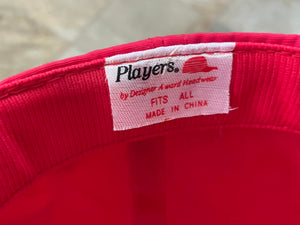 Players.
by Designer Award Headwear
FITS ALL
MADE IN CHINA